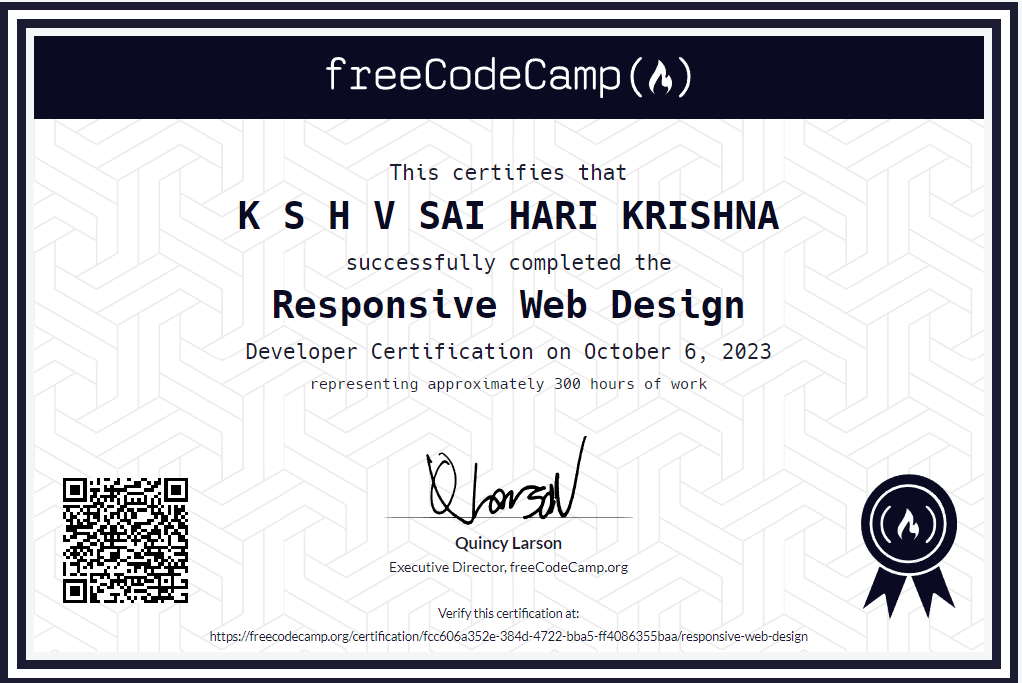 freeCodeCamp(🔥)
This certifies that
K S H V SAI HARI KRISHNA
successfully completed the
Responsive Web Design
Developer Certification on October 6, 2023
representing approximately 300 hours of work
Q Larson
Quincy Larson
Executive Director, freeCodeCamp.org
Verify this certification at:
https://freecodecamp.org/certification/fcc606a352e-384d-4722-bba5-ff4086355baa/responsive-web-design